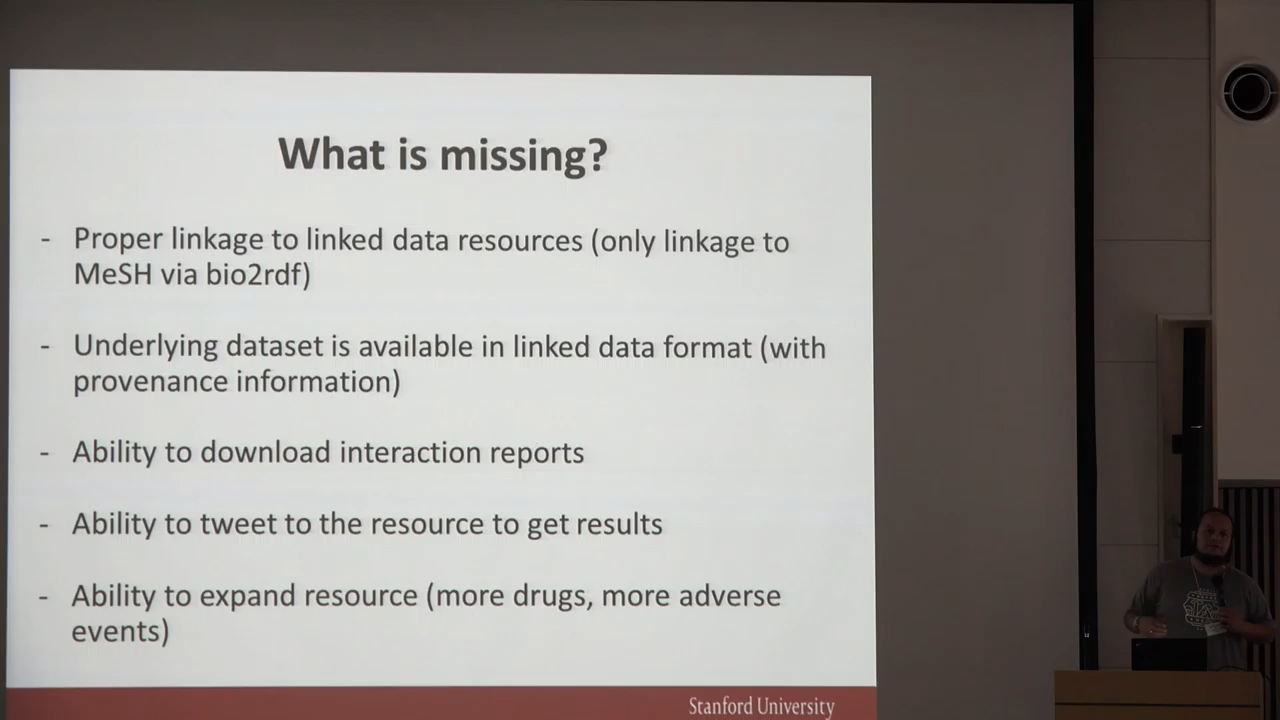 What is missing?
- Proper linkage to linked data resources (only linkage to
MeSH via bio2rdf)
- Underlying dataset is available in linked data format (with
provenance information)
- Ability to download interaction reports
- Ability to tweet to the resource to get results
- Ability to expand resource (more drugs, more adverse
events)
Stanford University